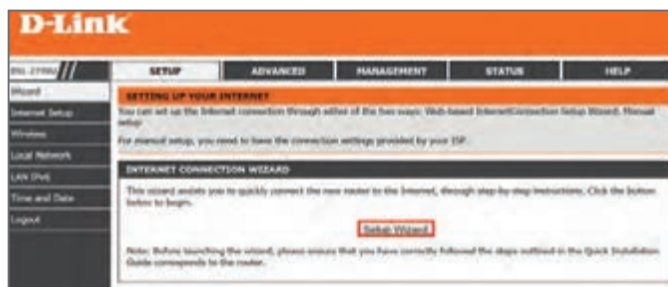 D-Link
SETUP
ADVANCED
MANAGEMENT
STATUS
HELP
Wizard
Internet Setup
Wireless
Local Network
LAN IPv6
Time and Date
Logout
SETTING UP YOUR INTERNET
You can set up the Internet connection through either of the two ways: Web-based InternetConnection Setup Wizard, Manual
setup
For manual setup, you need to have the connection settings provided by your ISP.
INTERNET CONNECTION WIZARD
This wizard assists you to quickly connect the new router to the Internet, through step-by-step instructions. Click the button
below to begin.
Setup Wizard
Note: Before launching the wizard, please ensure that you have correctly followed the steps outlined in the Quick Installation
Guide corresponds to the router.